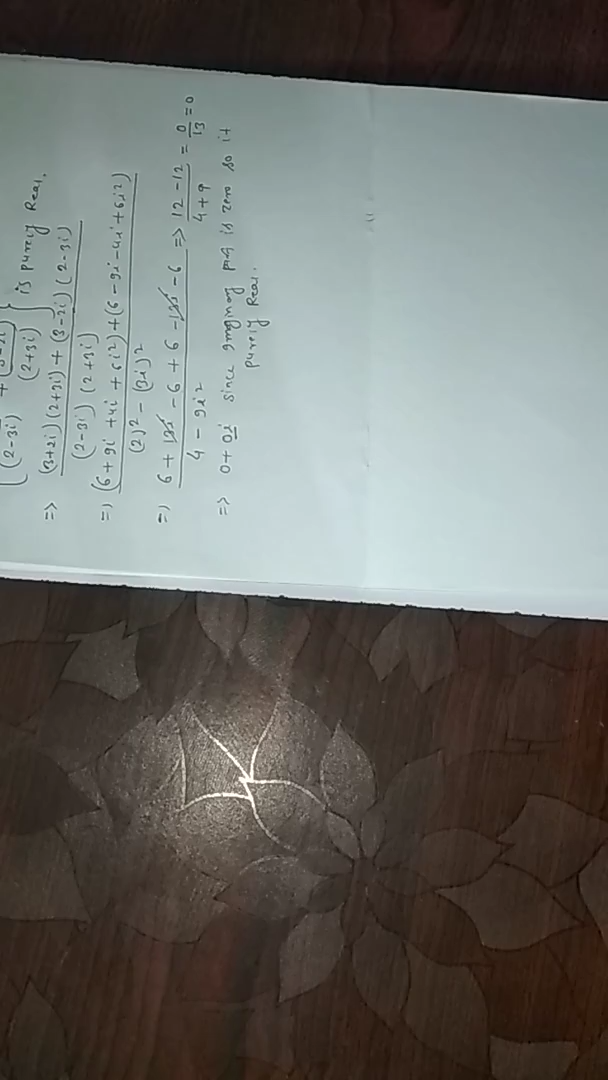 { (2-3i) + (2+3i) } is purely Real.
=> (3+2i)(2+3i) + (3-2i)(2-3i) / (2-3i)(2+3i)
=> (6+9i+4i+6i²)+(6-9i-4i+6i²) / (2)² - (3i)²
=> 6+13i-6+6-13i-6 / 4-9i² => 12-12 / 4+9 = 0/13 = 0
=> 0+0i since imaginary part is zero so it
purely Real.